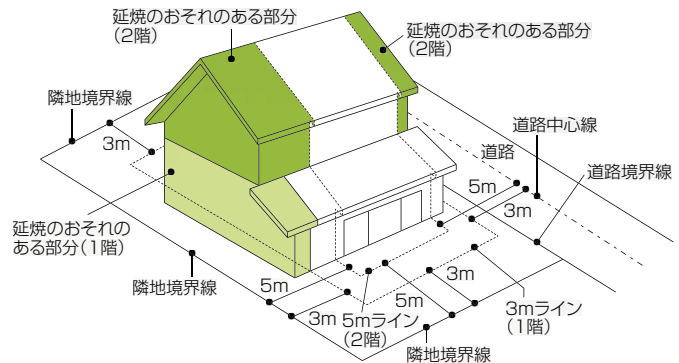 延焼のおそれのある部分
(2階)
延焼のおそれのある部分
(2階)
隣地境界線
3m
道路中心線
道路
道路境界線
5m
3m
延焼のおそれの
ある部分(1階)
隣地境界線
5m
3m
5mライン
(2階)
5m
3m
3mライン
(1階)
隣地境界線